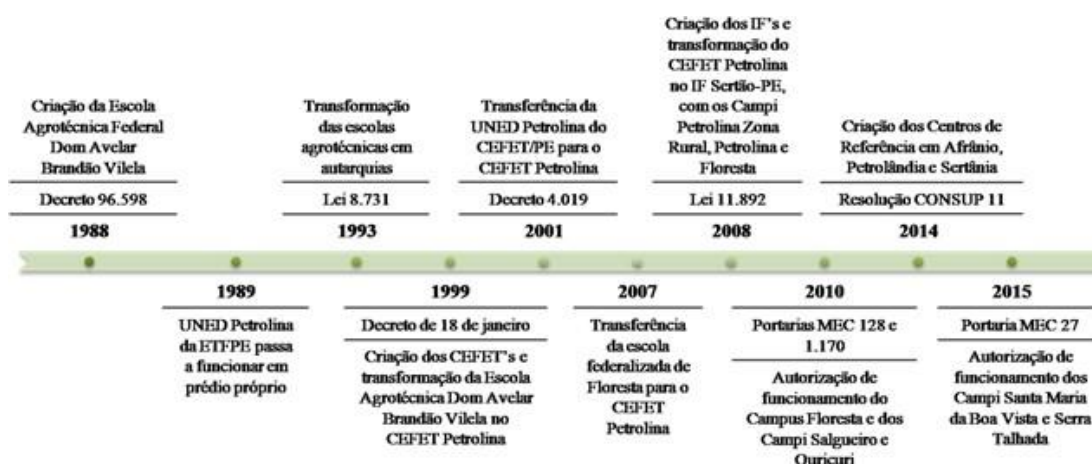 Criação da Escola
Agrotécnica Federal
Dom Avelar
Brandão Vilela
Decreto 96.598
1988
Transformação
das escolas
agrotécnicas em
autarquias
Lei 8.731
1993
Transferência da
UNED Petrolina do
CEFET/PE para o
CEFET Petrolina
Decreto 4.019
2001
Criação dos IF's e
transformação do
CEFET Petrolina
no IF Sertão-PE,
com os Campi
Petrolina Zona
Rural, Petrolina e
Floresta
Lei 11.892
2008
Criação dos Centros de
Referência em Afrânio,
Petrolândia e Sertânia
Resolução CONSUP 11
2014
1989
UNED Petrolina
da ETFPE passa
a funcionar em
prédio próprio
1999
Decreto de 18 de janeiro
Criação dos CEFET's e
transformação da Escola
Agrotécnica Dom Avelar
Brandão Vilela no
CEFET Petrolina
2007
Transferência
da escola
federalizada de
Floresta para o
CEFET
Petrolina
2010
Portarias MEC 128 e
1.170
Autorização de
funcionamento do
Campus Floresta e dos
Campi Salgueiro e
Ouricuri
2015
Portaria MEC 27
Autorização de
funcionamento dos
Campi Santa Maria
da Boa Vista e Serra
Talhada